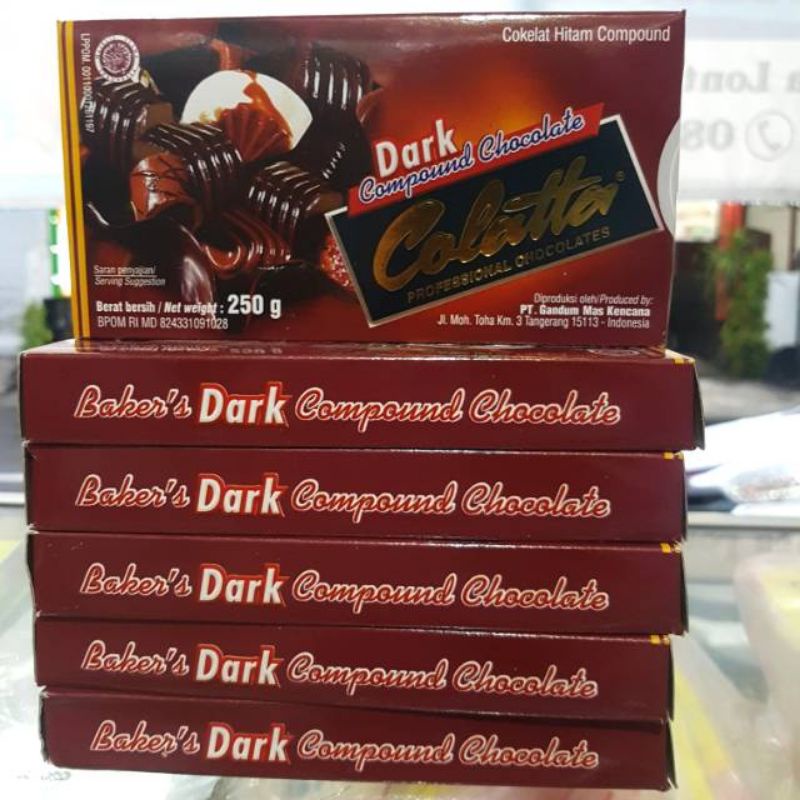 Cokelat Hitam Compound
Dark
Compound Chocolate
Colatta®
PROFESSIONAL CHOCOLATES
Saran penyajian/
Serving Suggestion
Berat bersih / Net weight : 250 g
BPOM RI MD 824331091028
Diproduksi oleh/Produced by:
PT. Gandum Mas Kencana
Jl. Moh. Toha Km. 3 Tangerang 15113 - Indonesia
Baker's Dark Compound Chocolate
Baker's Dark Compound Chocolate
Baker's Dark Compound Chocolate
Baker's Dark Compound Chocolate
Baker's Dark Compound Chocolate